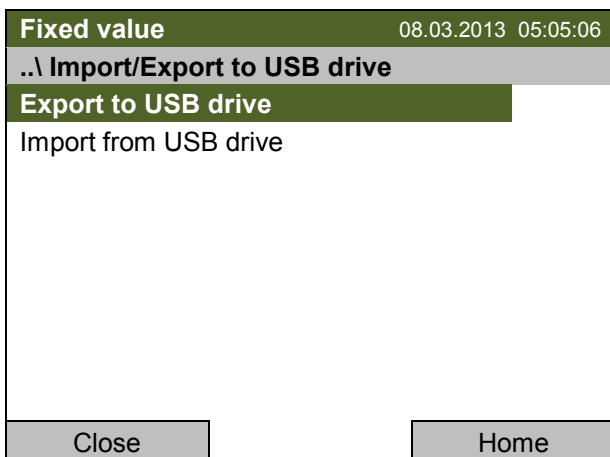 Fixed value 08.03.2013 05:05:06
..\ Import/Export to USB drive
Export to USB drive
Import from USB drive
Close Home